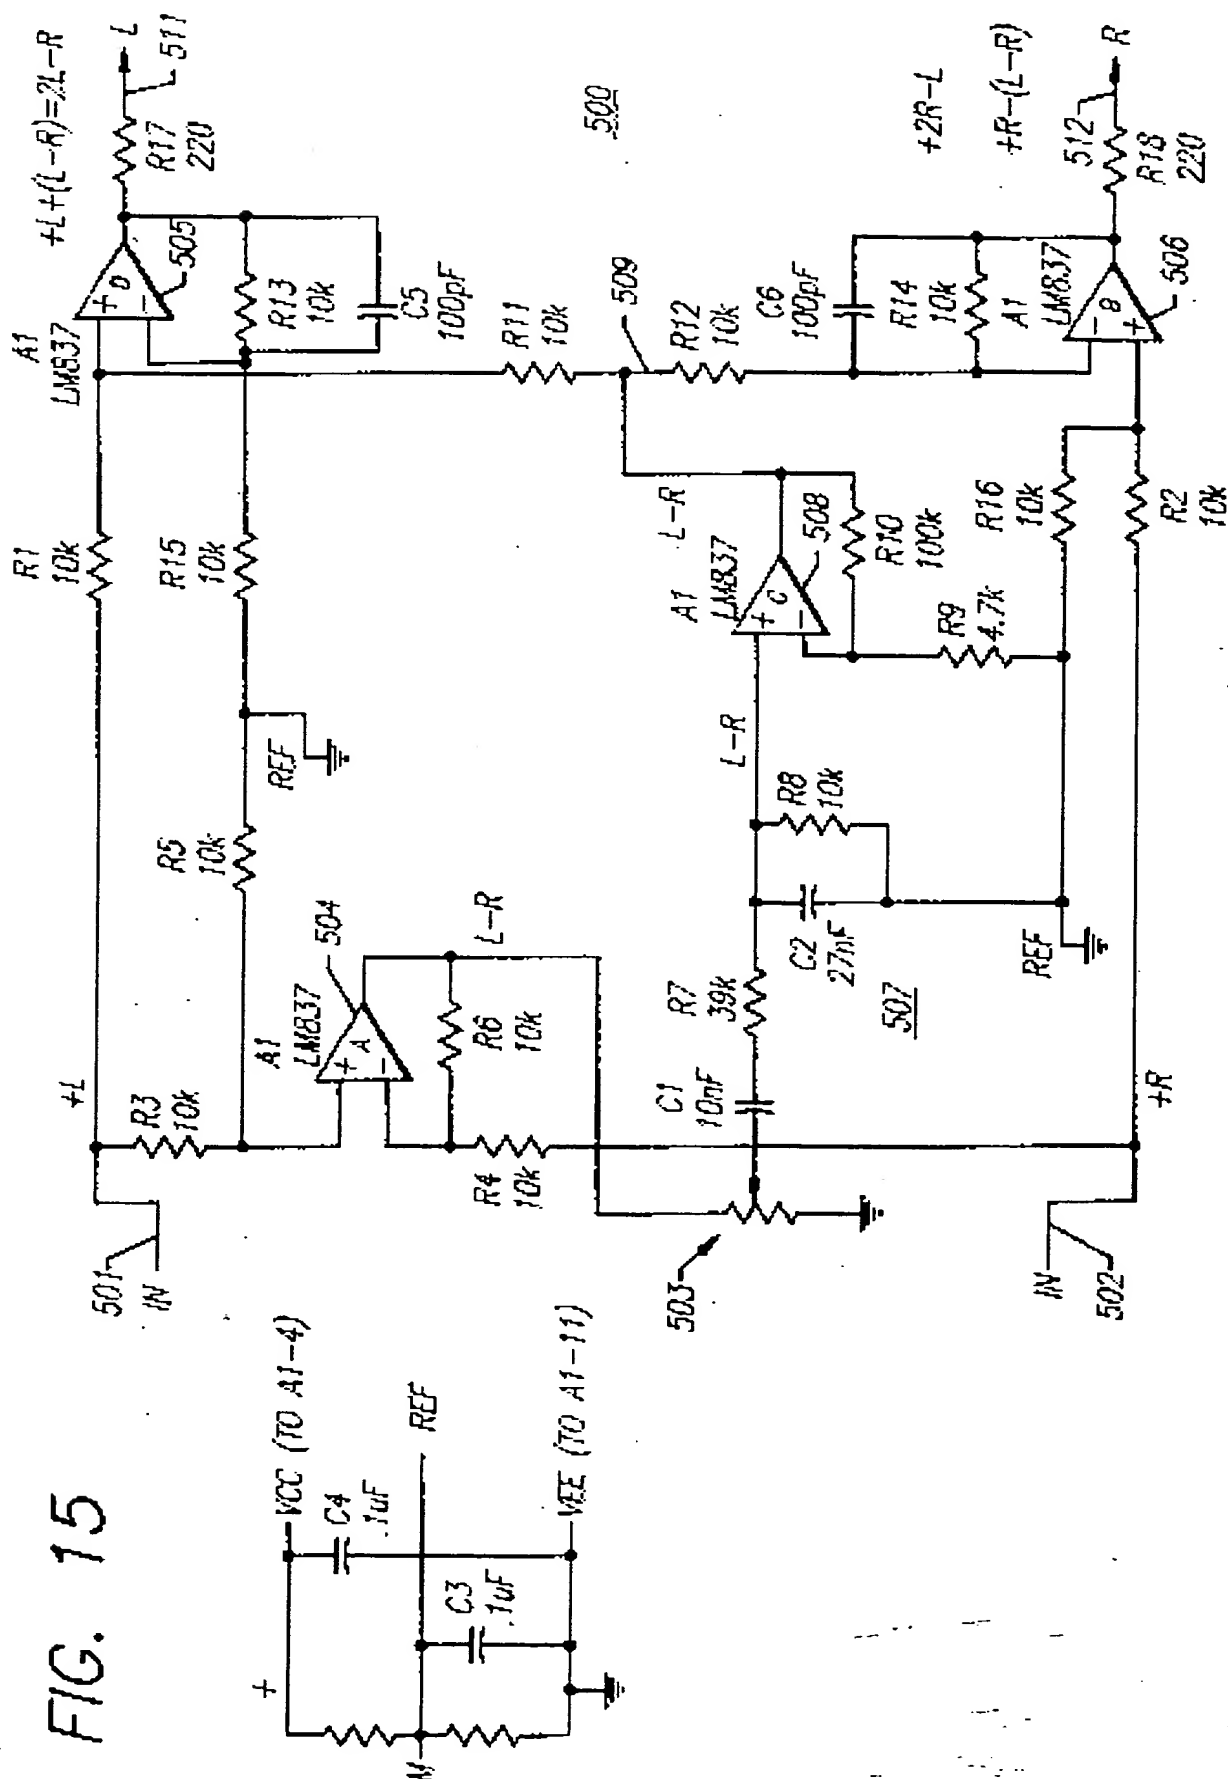 FIG. 15
+
VCC (TO A1-4)
C4
.1uF
REF
C3
.1uF
VEE (TO A1-11)
501
IN
+L
R3
10k
R1
10k
A1
LM837
+
D
-
505
+L+(L-R)=2L-R
L
R17
220
511
R15
10k
R13
10k
C5
100pF
R5
10k
REF
A1
LM837
504
+
A
-
L-R
R6
10k
R4
10k
R11
10k
509
500
R12
10k
503
C1
10nF
R7
39k
C2
27nF
507
R8
10k
L-R
A1
LM837
+
C
-
508
L-R
R10
100k
R9
4.7k
C6
100pF
R14
10k
A1
LM837
-
B
+
506
+2R-L
+R-(L-R)
512
R
R18
220
REF
R16
10k
R2
10k
IN
502
+R